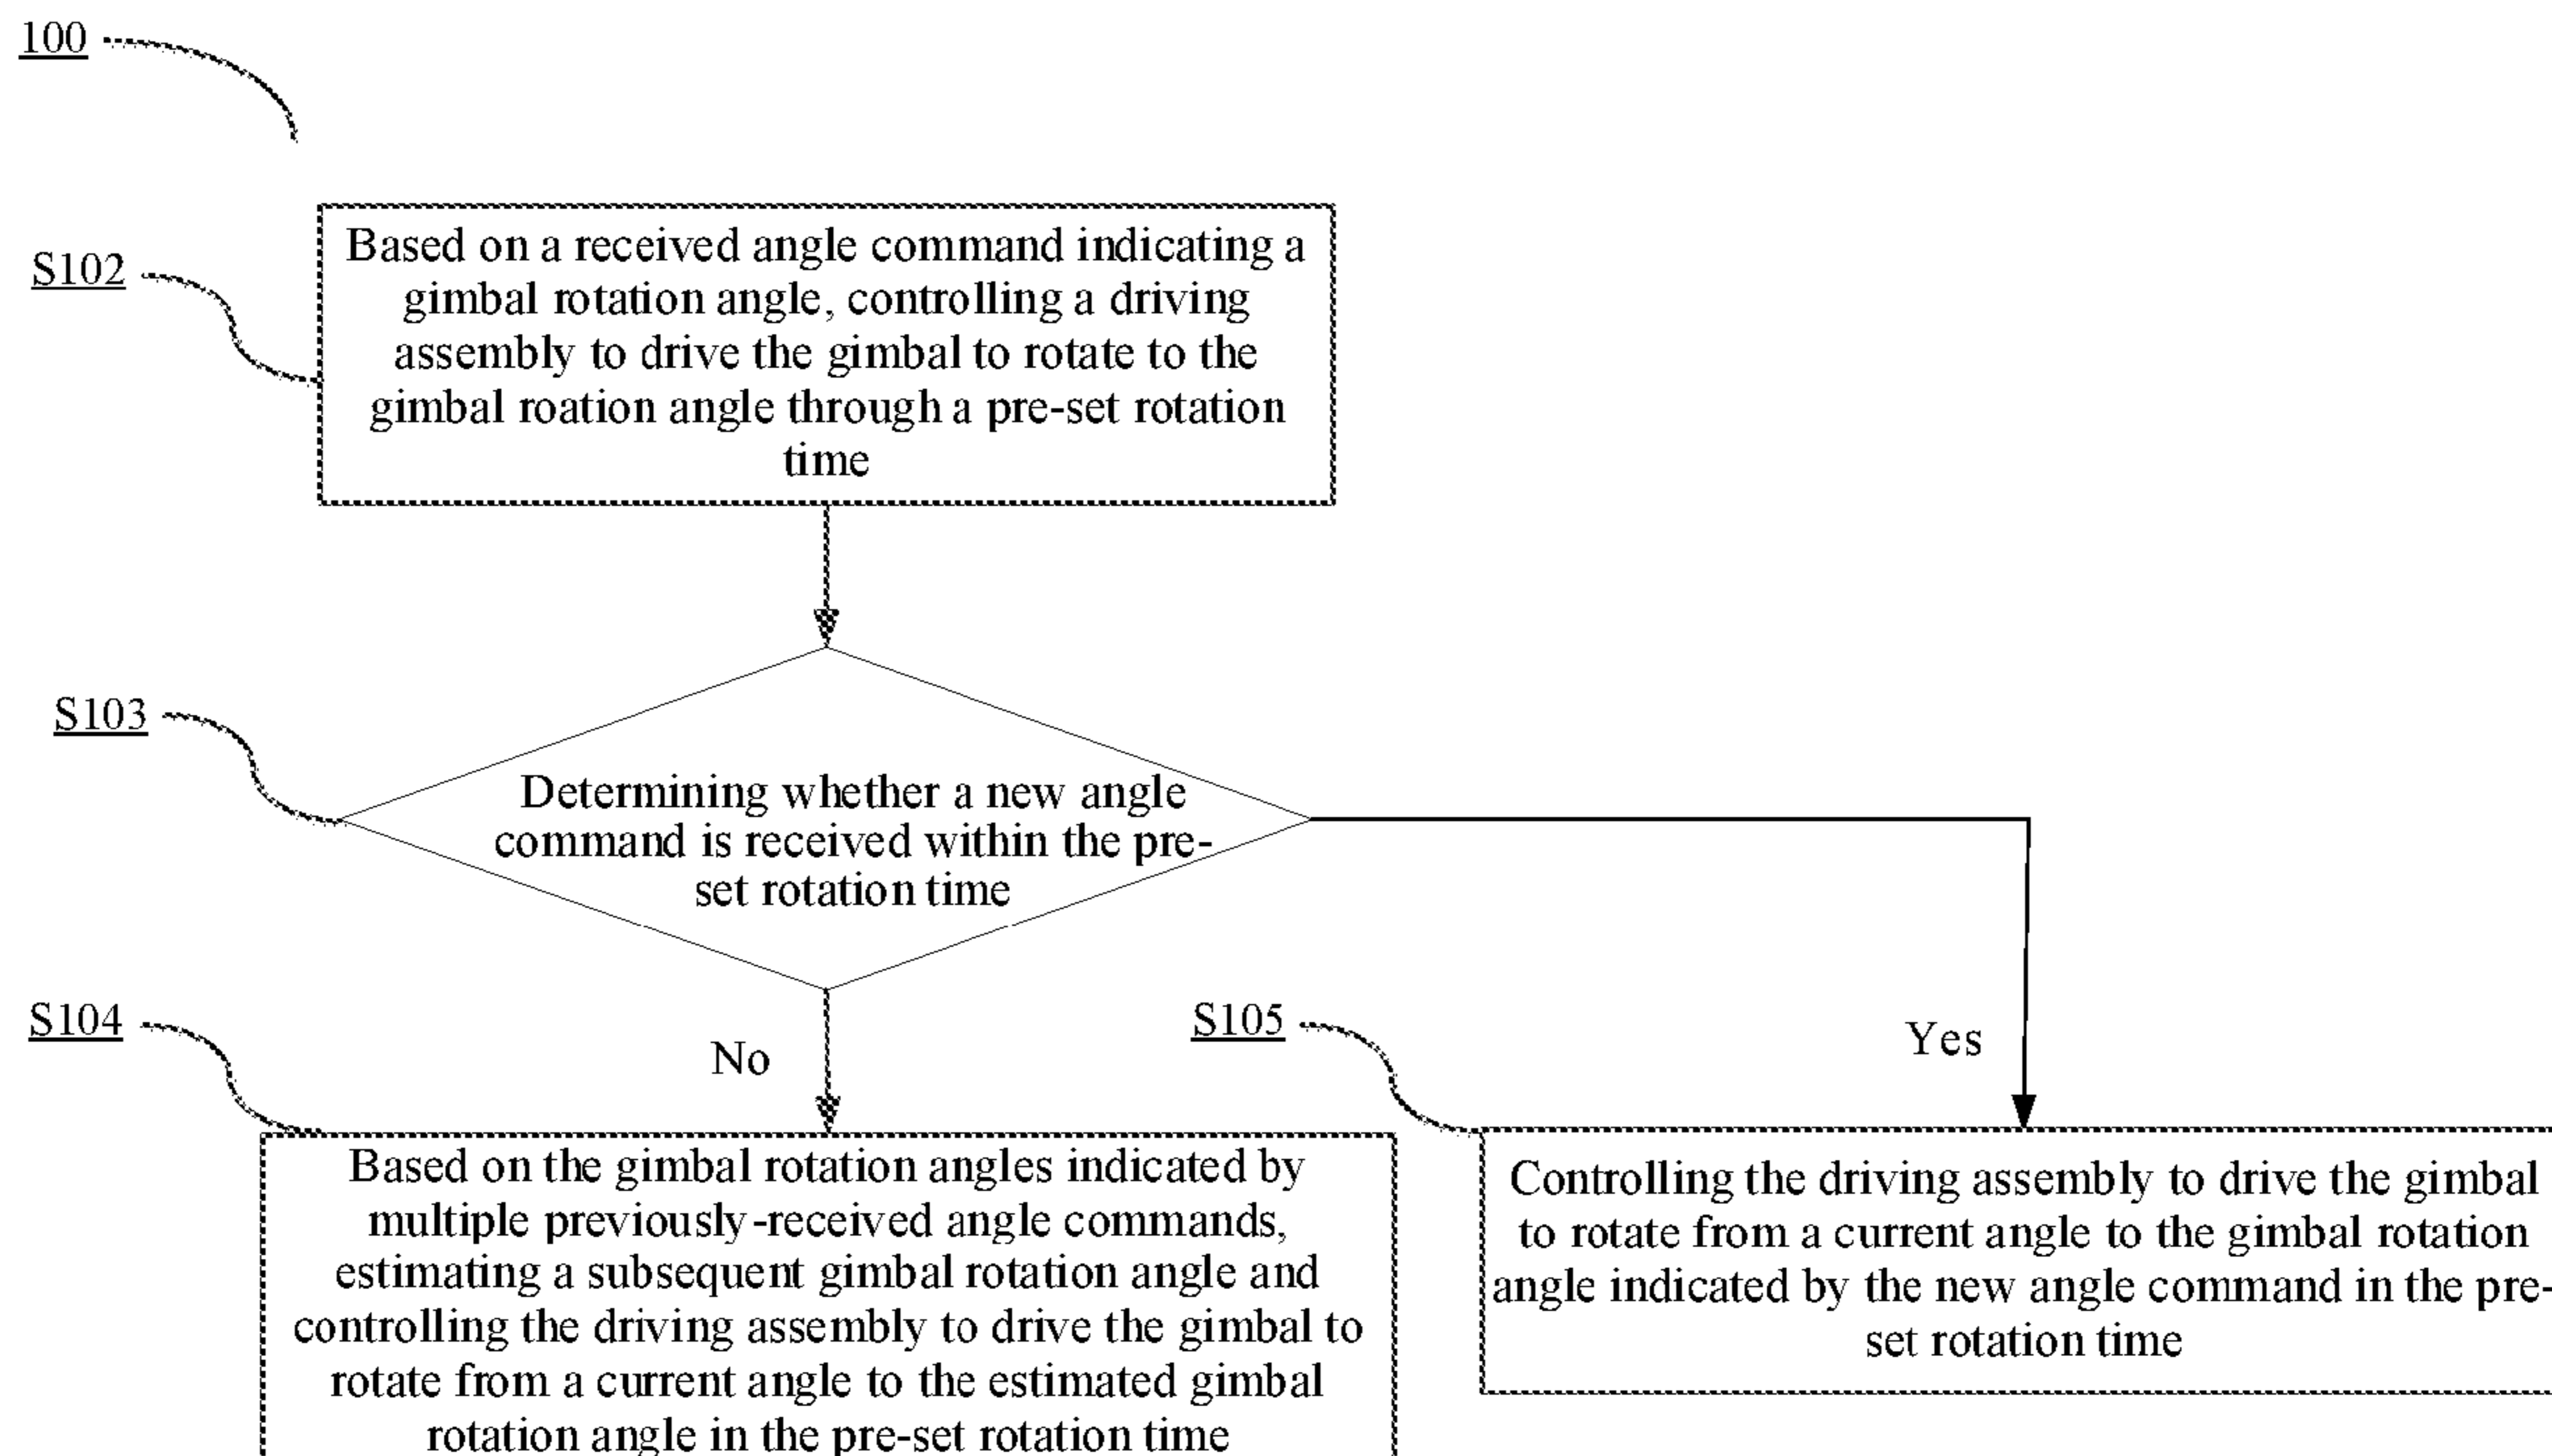 100
S102
Based on a received angle command indicating a
gimbal rotation angle, controlling a driving
assembly to drive the gimbal to rotate to the
gimbal roation angle through a pre-set rotation
time
S103
Determining whether a new angle
command is received within the pre-
set rotation time
S104
No
S105
Yes
Based on the gimbal rotation angles indicated by
multiple previously-received angle commands,
estimating a subsequent gimbal rotation angle and
controlling the driving assembly to drive the gimbal to
rotate from a current angle to the estimated gimbal
rotation angle in the pre-set rotation time
Controlling the driving assembly to drive the gimbal
to rotate from a current angle to the gimbal rotation
angle indicated by the new angle command in the pre-
set rotation time